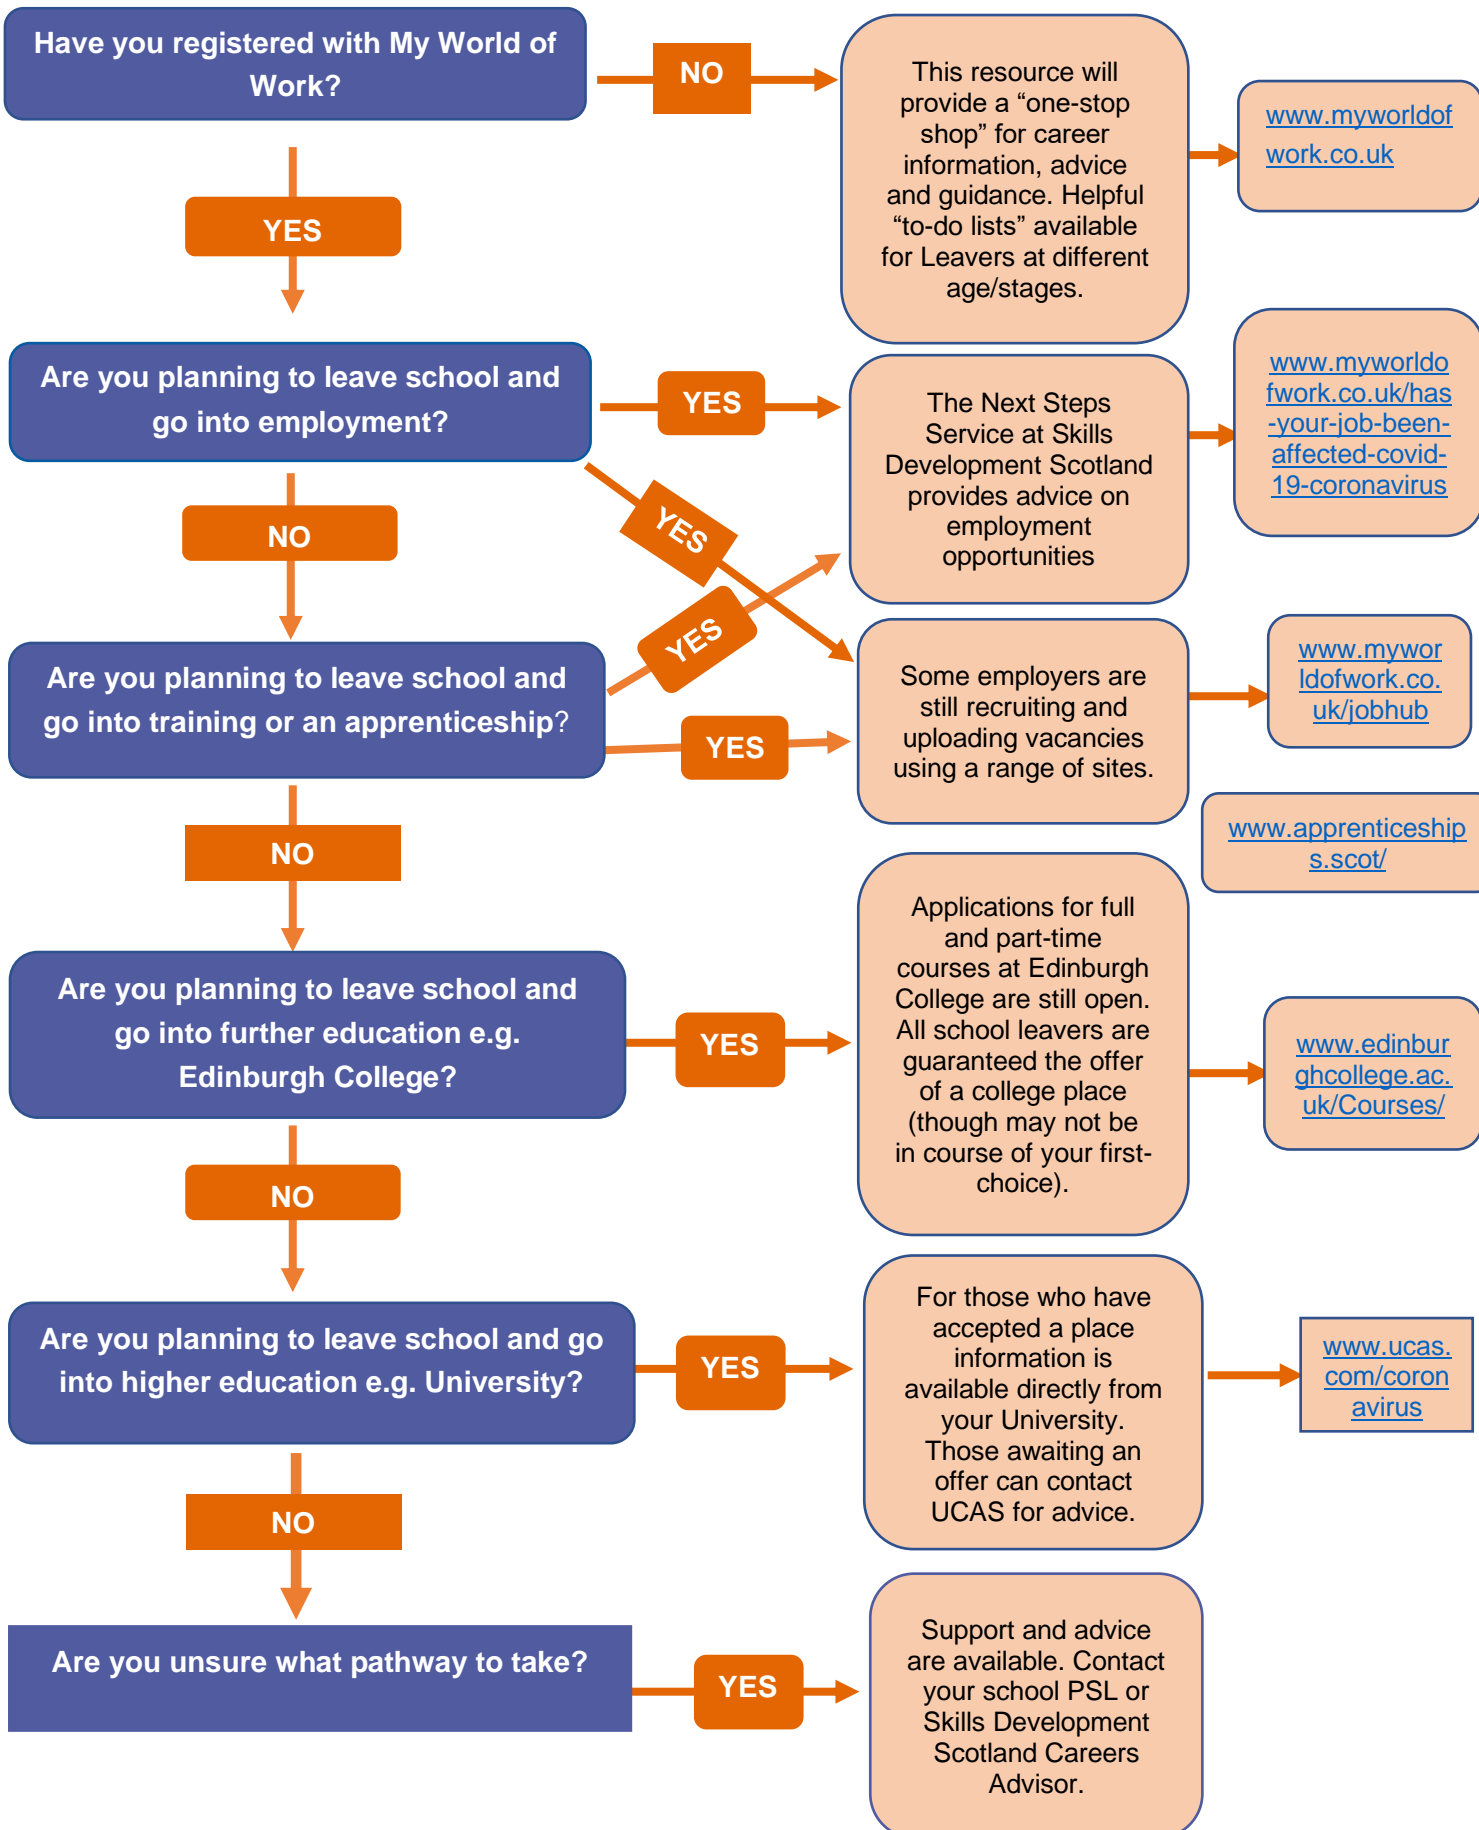 Have you registered with My World of
Work?
NO
This resource will
provide a “one-stop
shop” for career
information, advice
and guidance. Helpful
“to-do lists” available
for Leavers at different
age/stages.
www.myworldof
work.co.uk
YES
Are you planning to leave school and
go into employment?
YES
The Next Steps
Service at Skills
Development Scotland
provides advice on
employment
opportunities
www.myworldo
fwork.co.uk/has
-your-job-been-
affected-covid-
19-coronavirus
NO
YES
YES
Are you planning to leave school and
go into training or an apprenticeship?
YES
Some employers are
still recruiting and
uploading vacancies
using a range of sites.
www.mywor
ldofwork.co.
uk/jobhub
www.apprenticeship
s.scot/
NO
Are you planning to leave school and
go into further education e.g.
Edinburgh College?
YES
Applications for full
and part-time
courses at Edinburgh
College are still open.
All school leavers are
guaranteed the offer
of a college place
(though may not be
in course of your first-
choice).
www.edinbur
ghcollege.ac.
uk/Courses/
NO
Are you planning to leave school and go
into higher education e.g. University?
YES
For those who have
accepted a place
information is
available directly from
your University.
Those awaiting an
offer can contact
UCAS for advice.
www.ucas.
com/coron
avirus
NO
Are you unsure what pathway to take?
YES
Support and advice
are available. Contact
your school PSL or
Skills Development
Scotland Careers
Advisor.